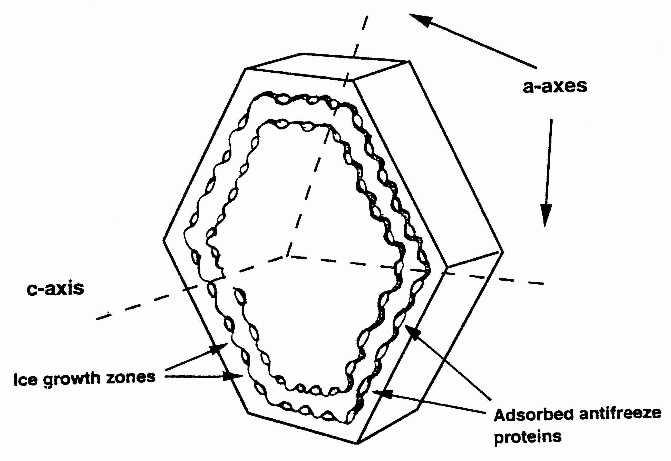 a-axes
c-axis
Ice growth zones
Adsorbed antifreeze
proteins